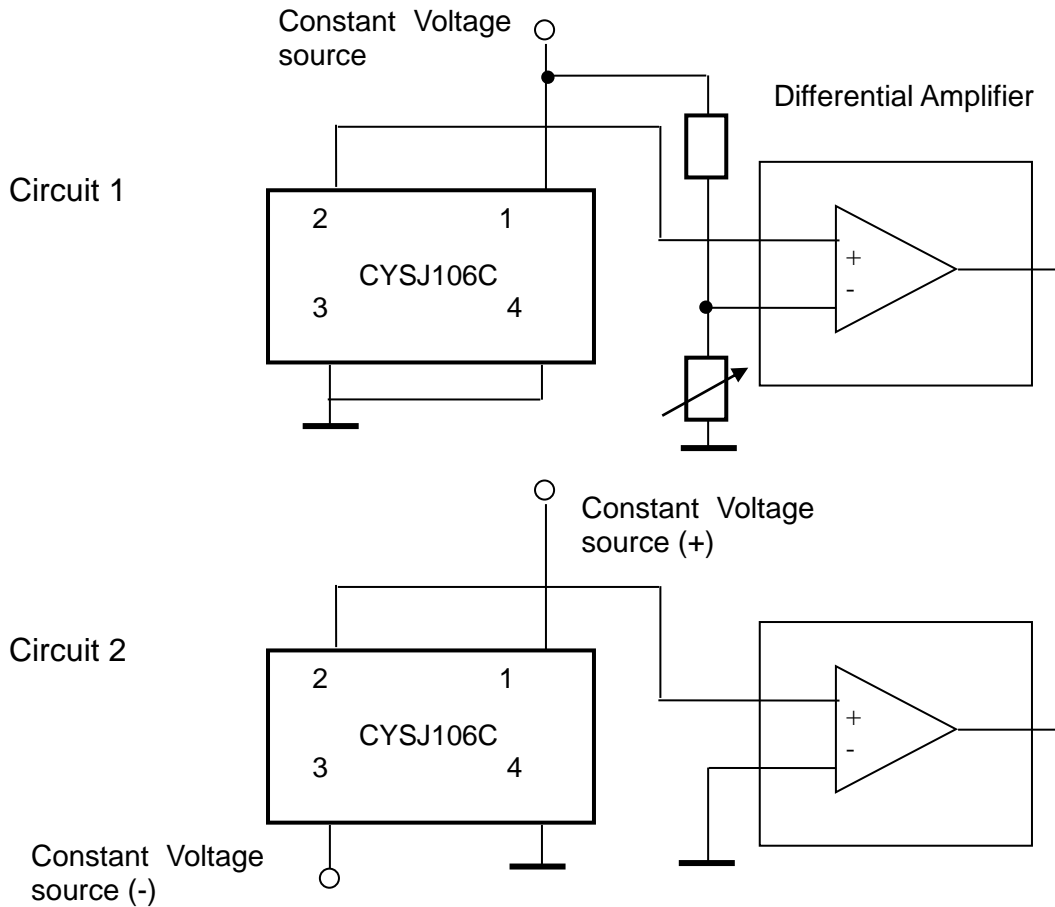 Constant Voltage
source
Differential Amplifier
Circuit 1
2 1
CYSJ106C
3 4
+
-
Constant Voltage
source (+)
Circuit 2
2 1
CYSJ106C
3 4
+
-
Constant Voltage
source (-)